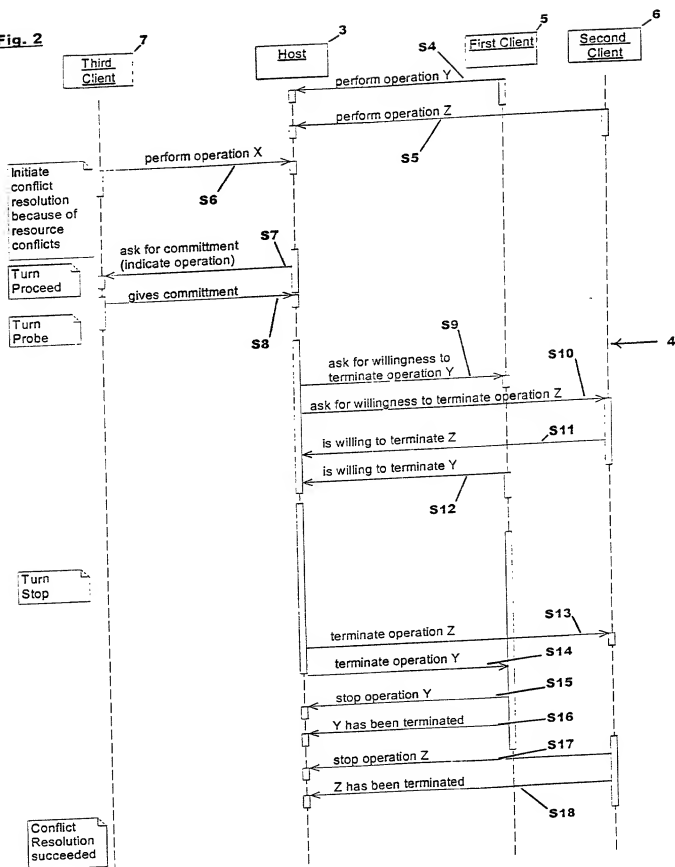 Fig. 2
7
3
5
6
Third
Client
Host
First Client
Second
Client
S4
perform operation Y
perform operation Z
S5
perform operation X
S6
Initiate
conflict
resolution
because of
resource
conflicts
S7
ask for committment
(indicate operation)
Turn
Proceed
gives committment
S8
Turn
Probe
4
S9
ask for willingness to
terminate operation Y
S10
ask for willingness to terminate operation Z
S11
is willing to terminate Z
is willing to terminate Y
S12
Turn
Stop
S13
terminate operation Z
terminate operation Y
S14
S15
stop operation Y
Y has been terminated
S16
S17
stop operation Z
Z has been terminated
S18
Conflict
Resolution
succeeded